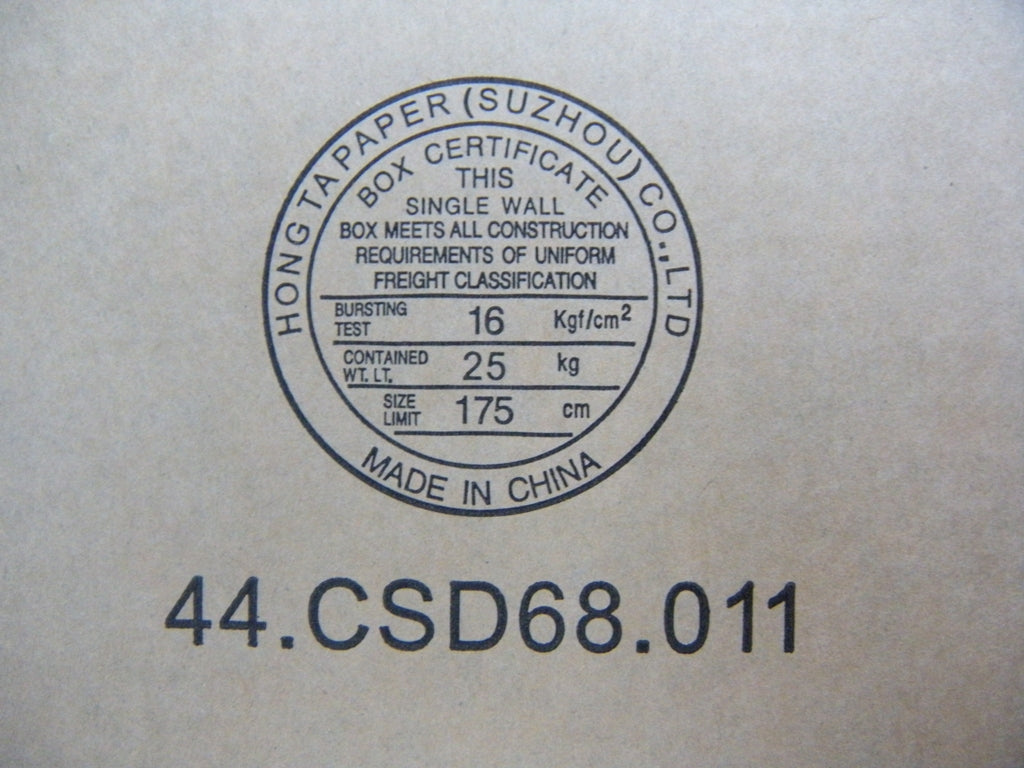 HONG TA PAPER (SUZHOU) CO.,LTD
BOX CERTIFICATE
THIS
SINGLE WALL
BOX MEETS ALL CONSTRUCTION
REQUIREMENTS OF UNIFORM
FREIGHT CLASSIFICATION
BURSTING TEST 16 Kgf/cm²
CONTAINED WT. LT. 25 kg
SIZE LIMIT 175 cm
MADE IN CHINA
44.CSD68.011